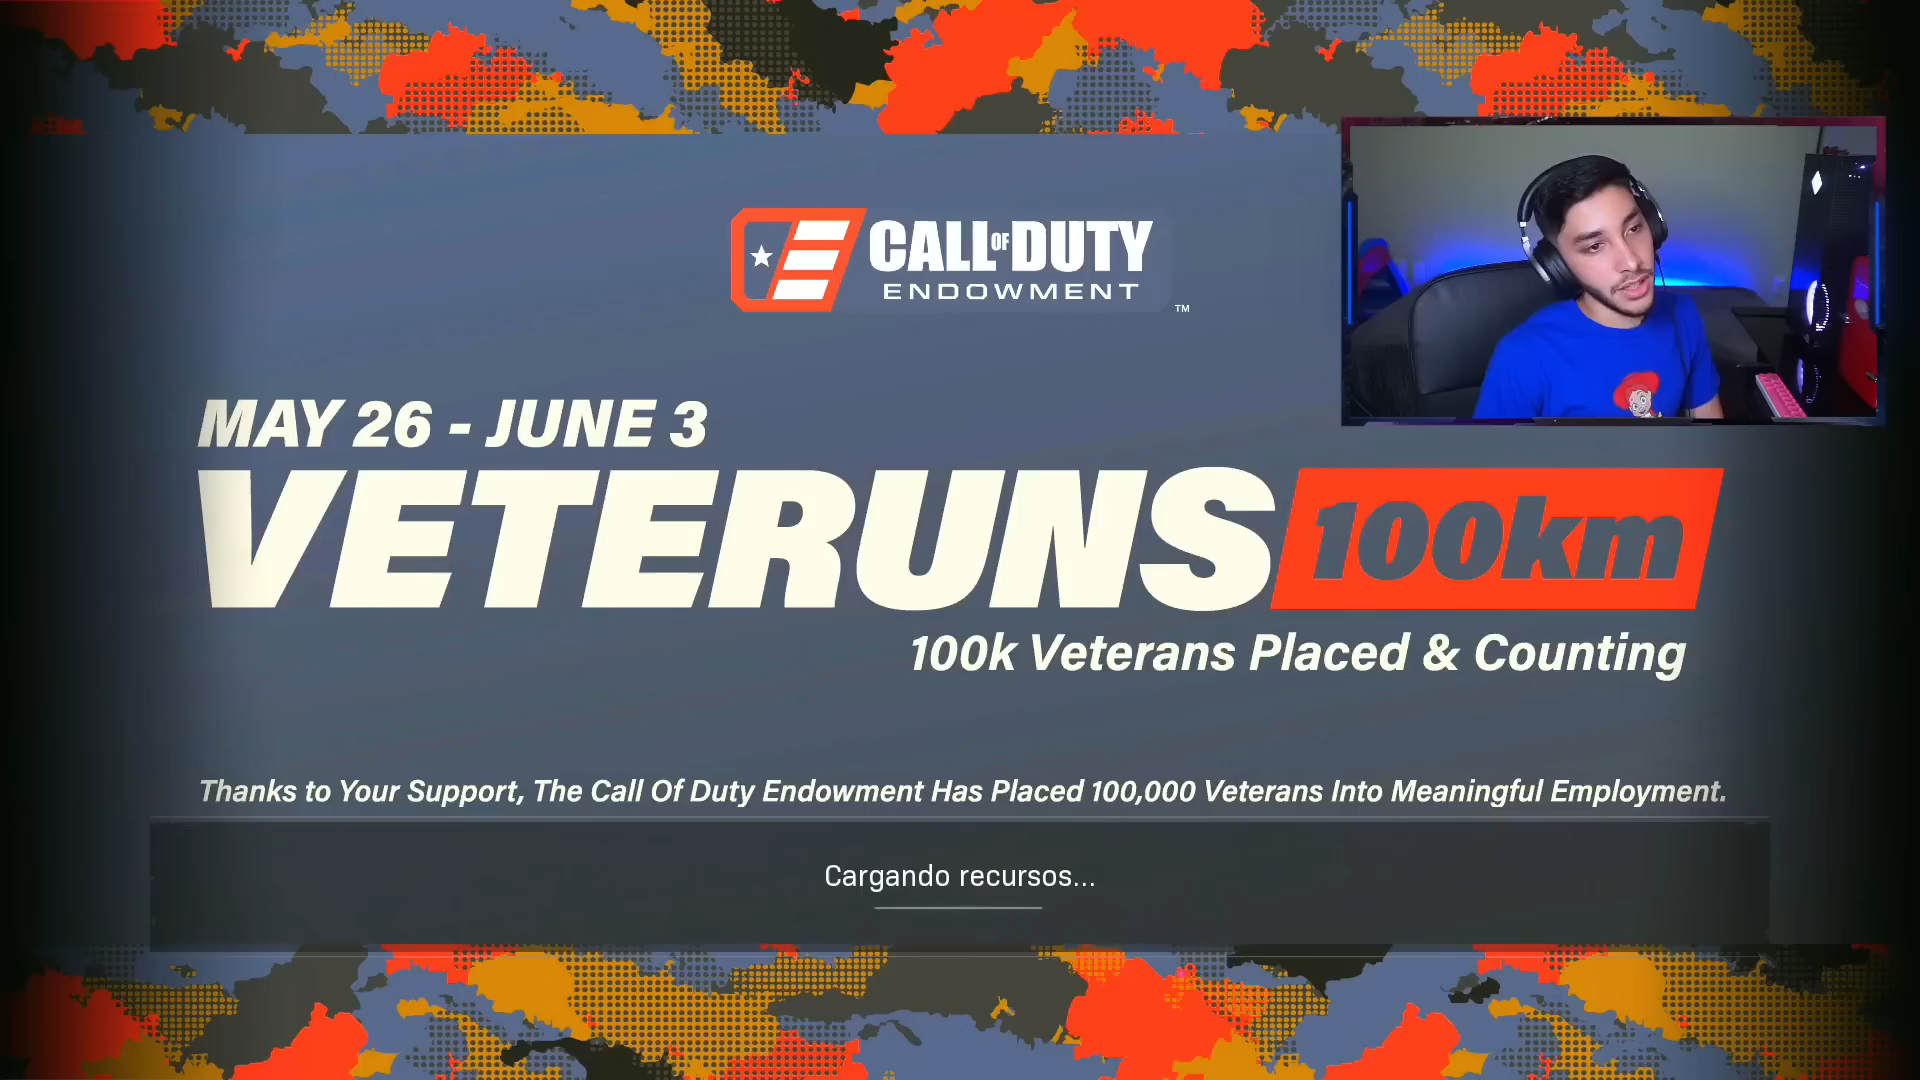 CALL OF DUTY
ENDOWMENT
™
MAY 26 - JUNE 3
VETERUNS 100km
100k Veterans Placed & Counting
Thanks to Your Support, The Call Of Duty Endowment Has Placed 100,000 Veterans Into Meaningful Employment.
Cargando recursos...